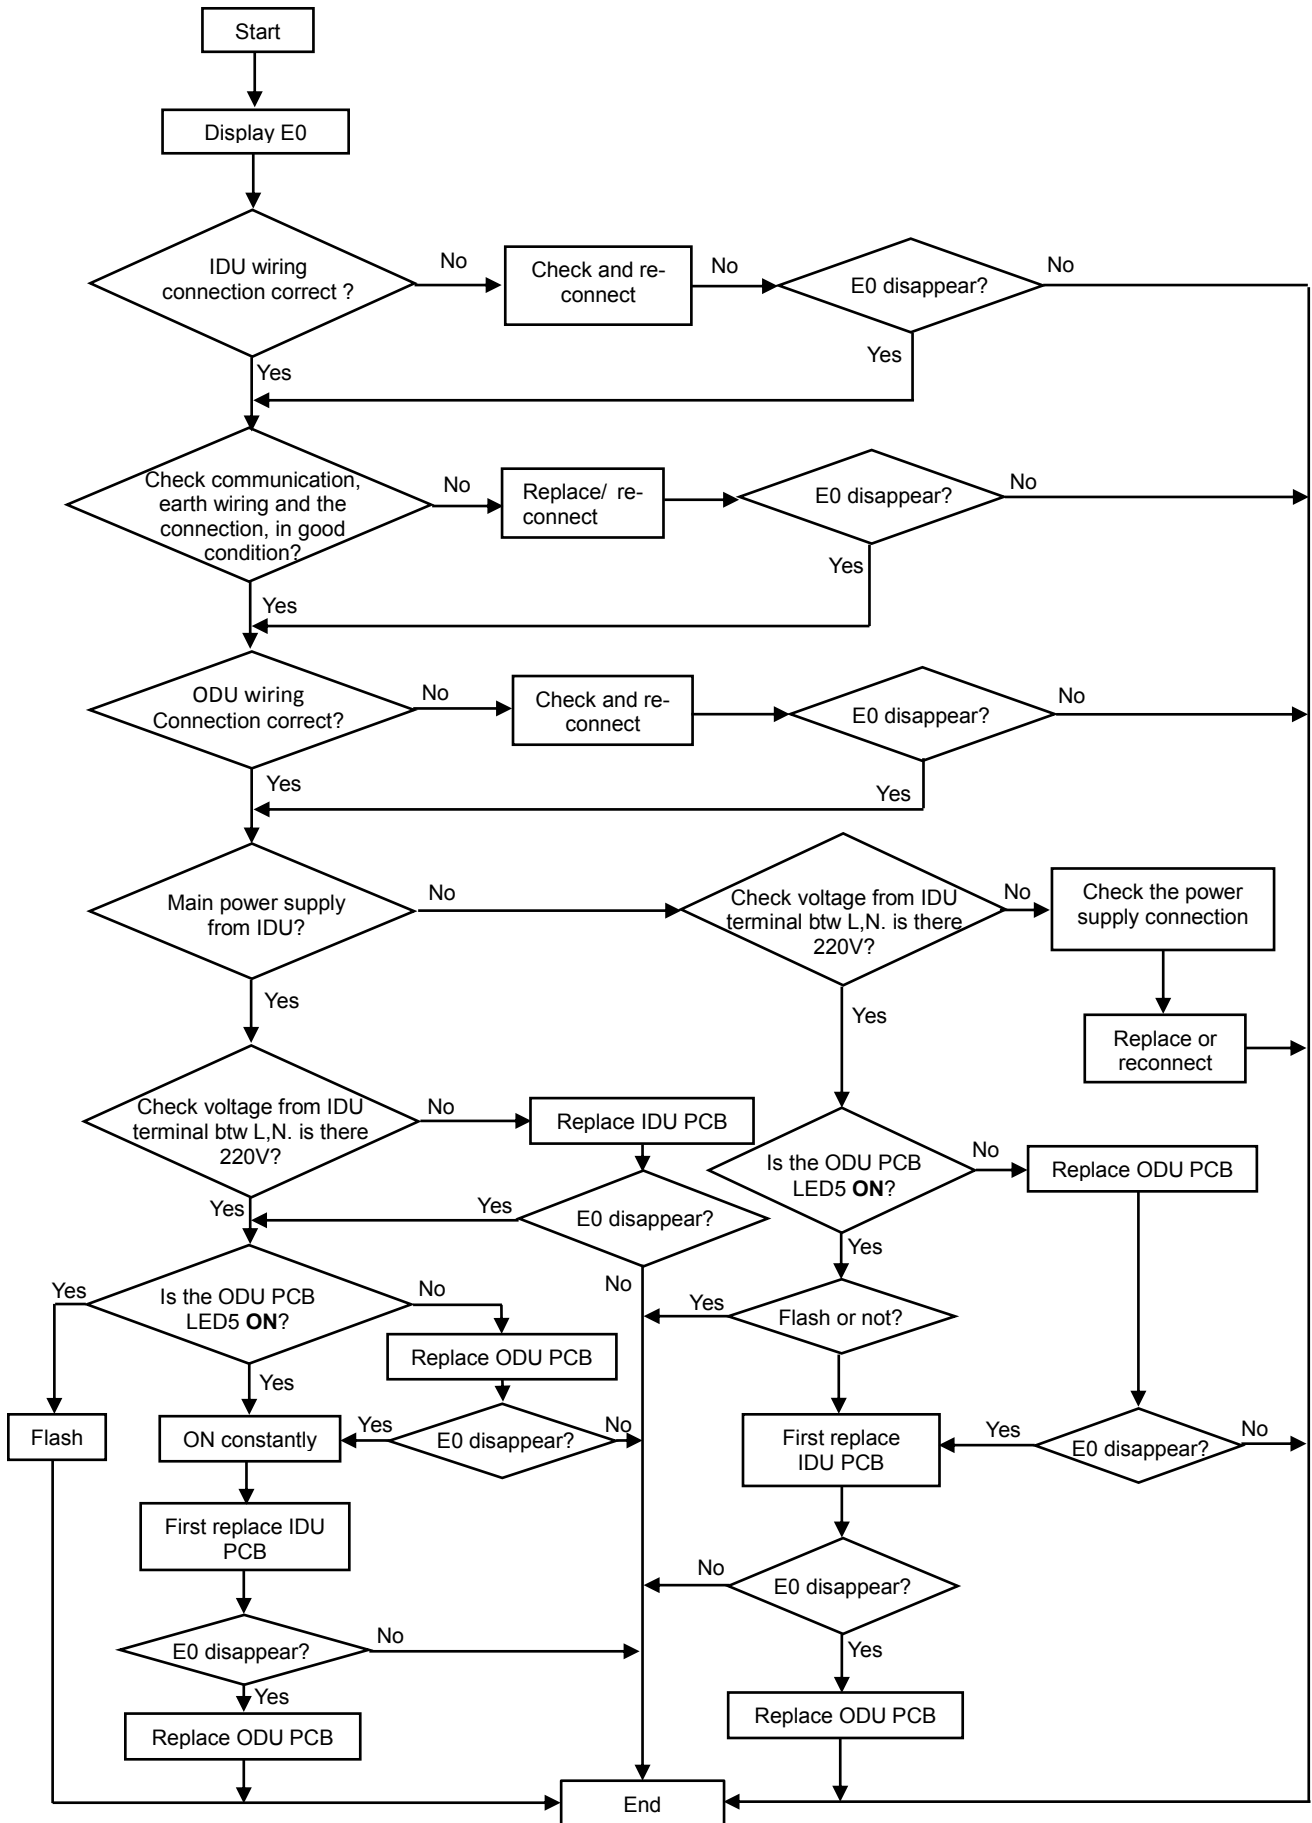 Start
Display E0
IDU wiring
connection correct ?
No
Check and re-
connect
No
E0 disappear?
No
Yes
Yes
Check communication,
earth wiring and the
connection, in good
condition?
No
Replace/ re-
connect
E0 disappear?
No
Yes
Yes
ODU wiring
Connection correct?
No
Check and re-
connect
E0 disappear?
No
Yes
Yes
Main power supply
from IDU?
No
Check voltage from IDU
terminal btw L,N. is there
220V?
No
Check the power
supply connection
Yes
Yes
Replace or
reconnect
Check voltage from IDU
terminal btw L,N. is there
220V?
No
Replace IDU PCB
Is the ODU PCB
LED5 ON?
No
Replace ODU PCB
Yes
Yes
E0 disappear?
Yes
No
Is the ODU PCB
LED5 ON?
Yes
No
Yes
Flash or not?
Replace ODU PCB
Yes
Flash
ON constantly
Yes
E0 disappear?
No
First replace
IDU PCB
Yes
E0 disappear?
No
First replace IDU
PCB
No
E0 disappear?
E0 disappear?
No
Yes
Yes
Replace ODU PCB
Replace ODU PCB
End